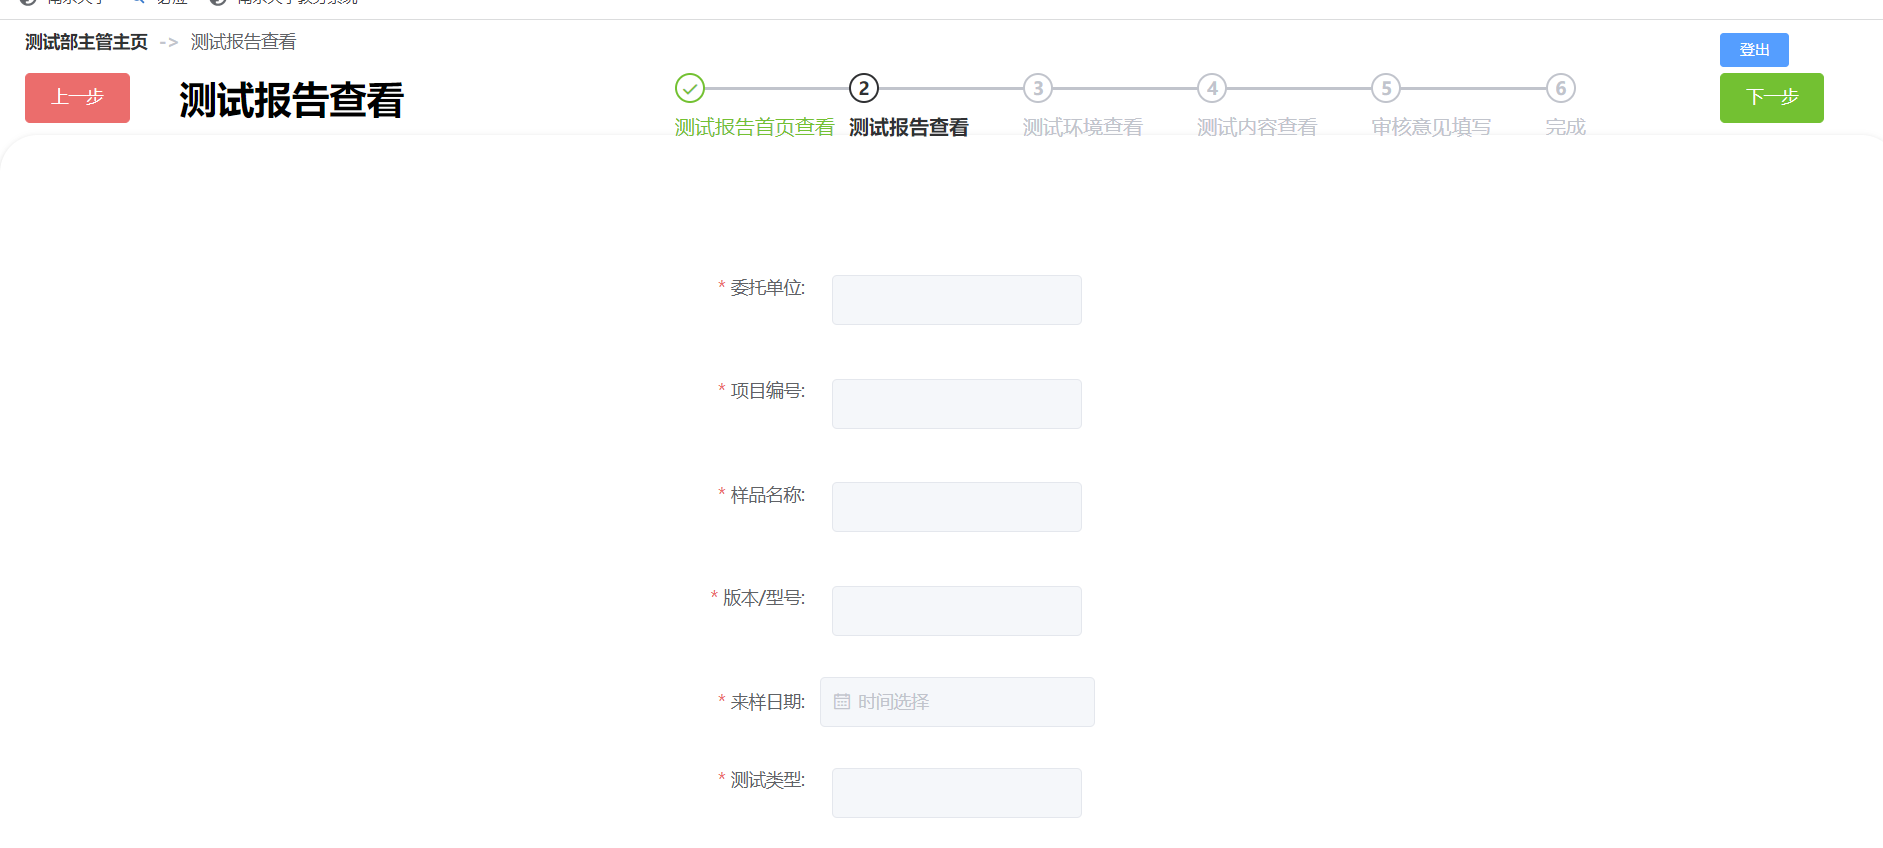 测试部主管主页 -> 测试报告查看
登出
上一步
测试报告查看
2
3
4
5
6
下一步
测试报告首页查看
测试报告查看
测试环境查看
测试内容查看
审核意见填写
完成
* 委托单位:
* 项目编号:
* 样品名称:
* 版本/型号:
* 来样日期:
时间选择
* 测试类型: